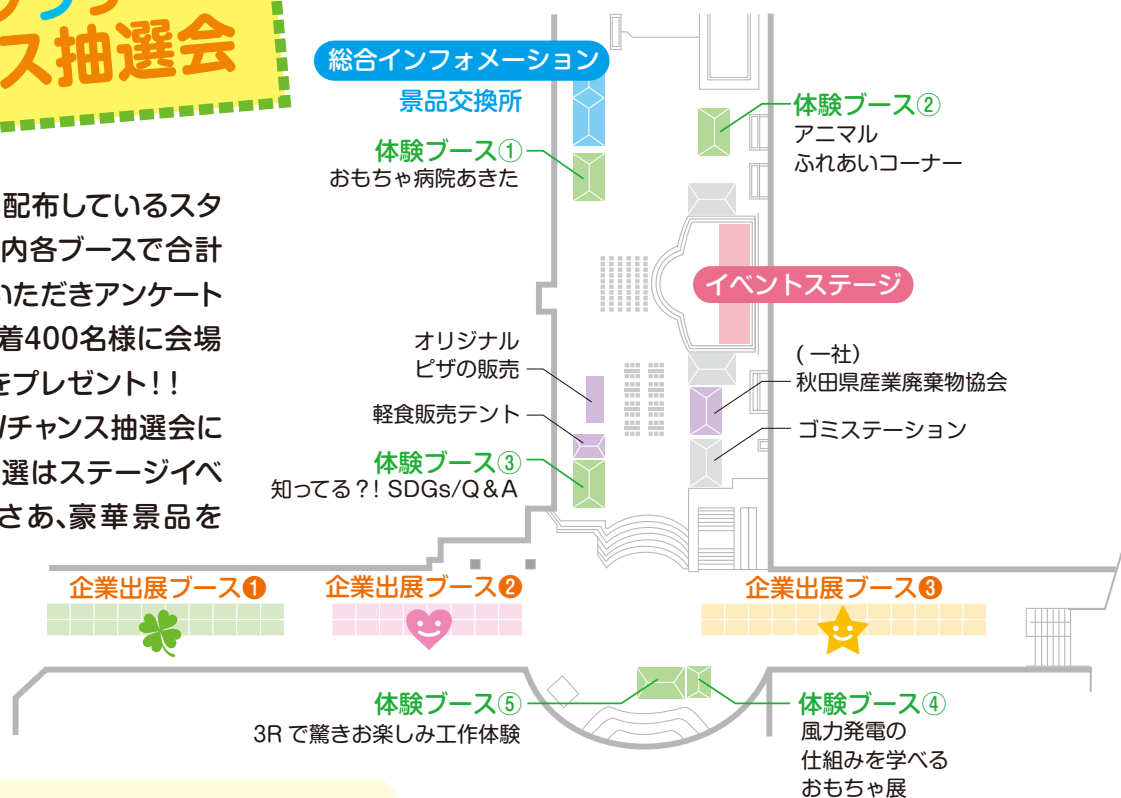 ス抽選会
配布しているスタ
内各ブースで合計
いただきアンケート
着400名様に会場
をプレゼント！！
チャンス抽選会に
選はステージイベ
さあ、豪華景品を
総合インフォメーション
景品交換所
体験ブース①
おもちゃ病院あきた
体験ブース②
アニマル
ふれあいコーナー
イベントステージ
オリジナル
ピザの販売
軽食販売テント
体験ブース③
知ってる？！SDGs/Q＆A
（一社）
秋田県産業廃棄物協会
ゴミステーション
企業出展ブース❶
企業出展ブース❷
企業出展ブース❸
体験ブース⑤
3Rで驚きお楽しみ工作体験
体験ブース④
風力発電の
仕組みを学べる
おもちゃ展